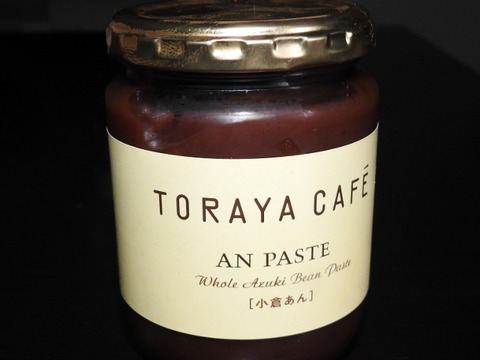 TORAYA CAFÉ
AN PASTE
Whole Azuki Bean Paste
[小倉あん]